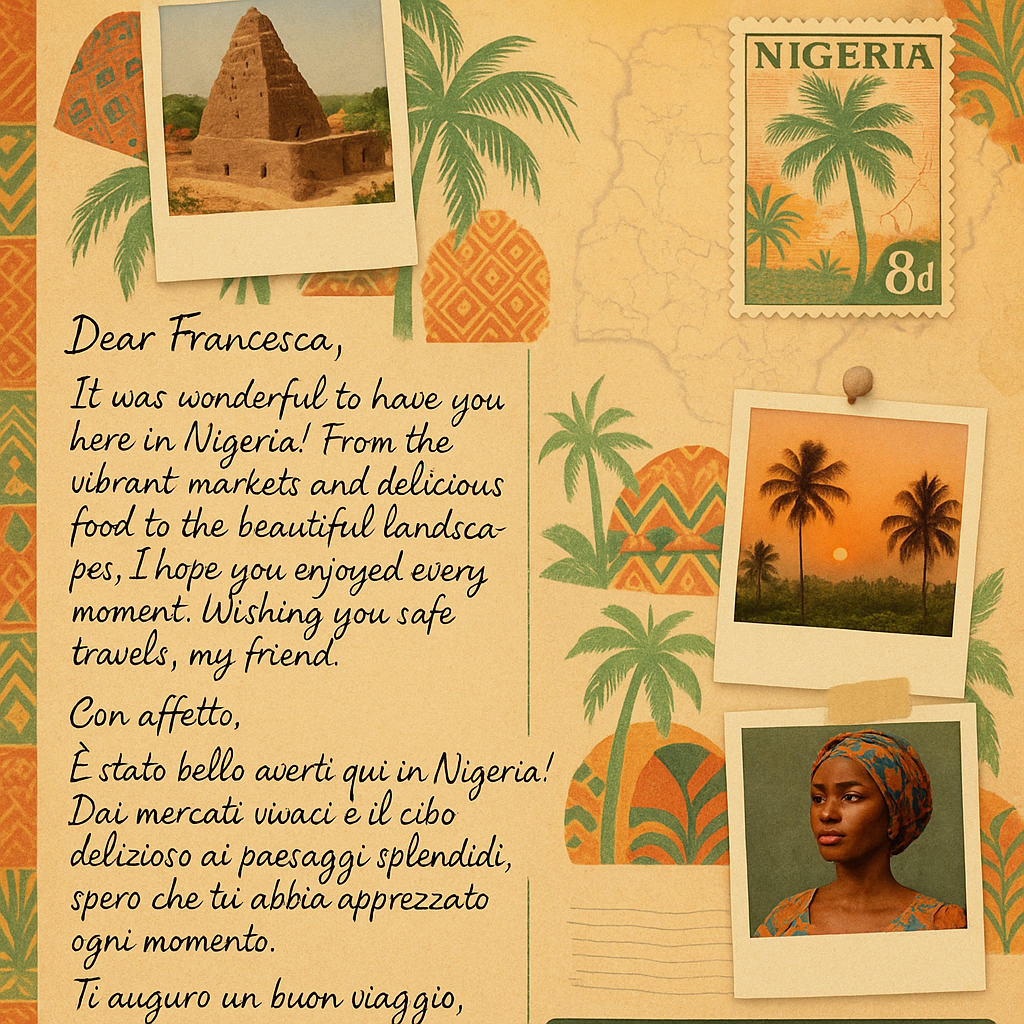 NIGERIA
8d
Dear Francesca,
It was wonderful to have you
here in Nigeria! From the
vibrant markets and delicious
food to the beautiful landsca-
pes, I hope you enjoyed every
moment. Wishing you safe
travels, my friend.
Con affetto,
È stato bello averti qui in Nigeria!
Dai mercati vivaci e il cibo
delizioso ai paesaggi splendidi,
spero che tu abbia apprezzato
ogni momento.
Ti auguro un buon viaggio,